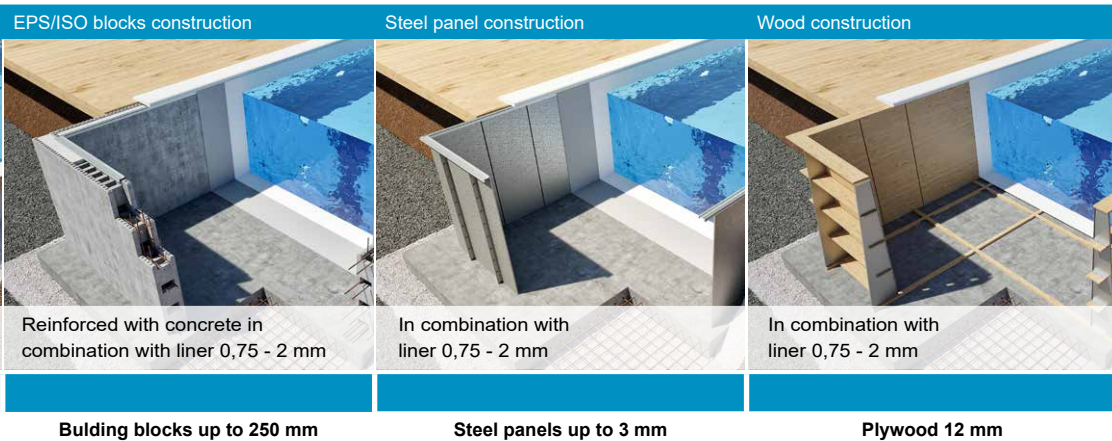 EPS/ISO blocks construction
Steel panel construction
Wood construction
Reinforced with concrete in
combination with liner 0,75 - 2 mm
In combination with
liner 0,75 - 2 mm
In combination with
liner 0,75 - 2 mm
Bulding blocks up to 250 mm
Steel panels up to 3 mm
Plywood 12 mm